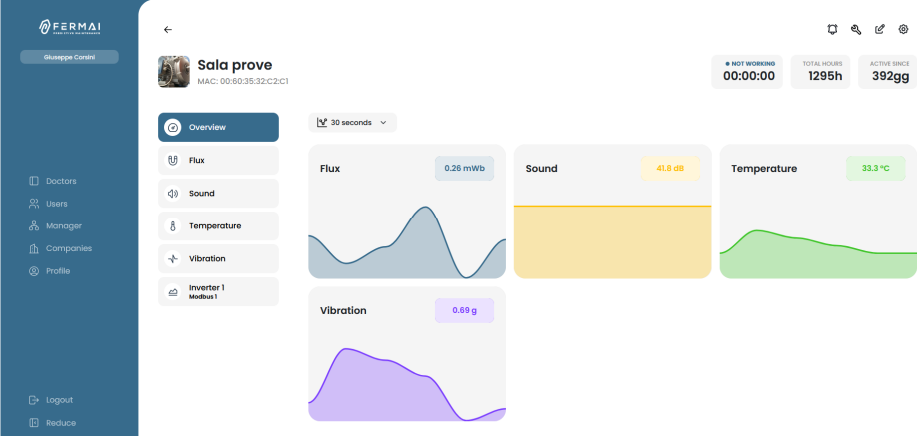 FERMAI
Giuseppe Corsini
Doctors
Users
Manager
Companies
Profile
Logout
Reduce
Sala prove
MAC: 00:60:35:32:C2:C1
NOT WORKING
00:00:00
TOTAL HOURS
1295h
ACTIVE SINCE
392gg
Overview
Flux
Sound
Temperature
Vibration
Inverter 1
Modbus 1
30 seconds
Flux
0.26 mWb
Sound
41.8 dB
Temperature
33.3 °C
Vibration
0.69 g